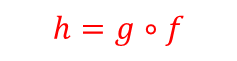 h = g ∘ f